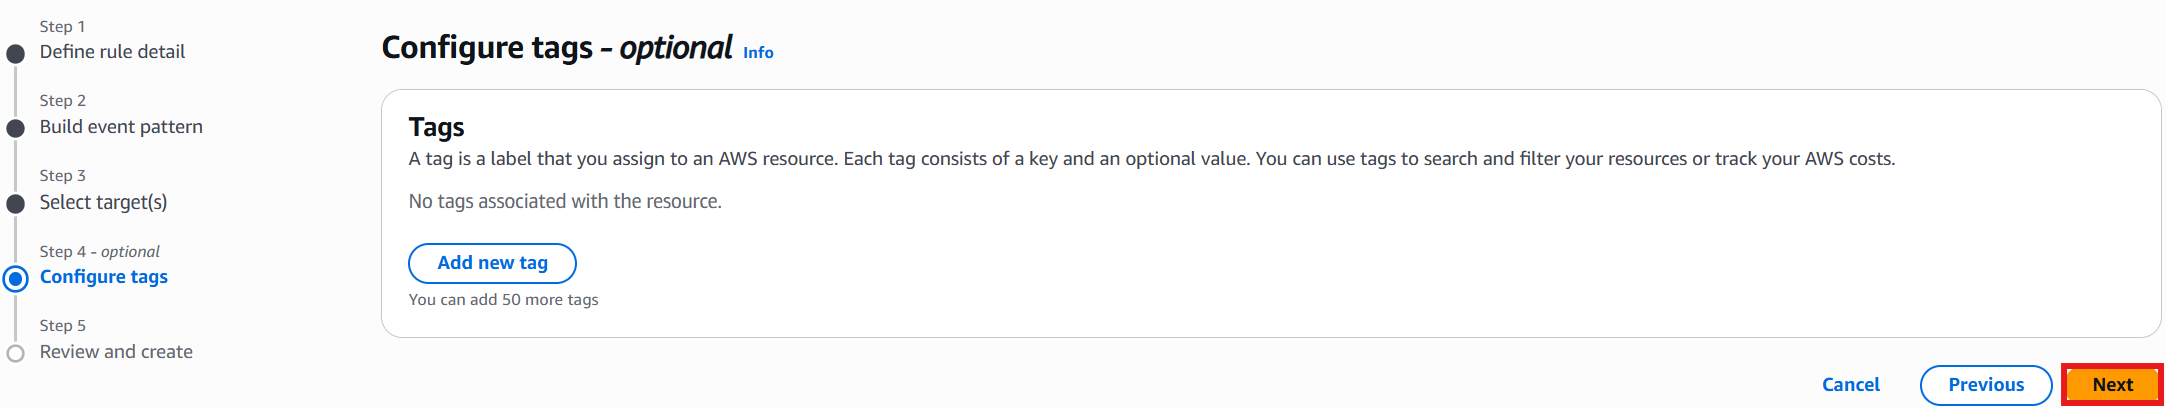 Step 1
Define rule detail
Step 2
Build event pattern
Step 3
Select target(s)
Step 4 - optional
Configure tags
Step 5
Review and create
Configure tags - optional Info
Tags
A tag is a label that you assign to an AWS resource. Each tag consists of a key and an optional value. You can use tags to search and filter your resources or track your AWS costs.
No tags associated with the resource.
Add new tag
You can add 50 more tags
Cancel Previous Next